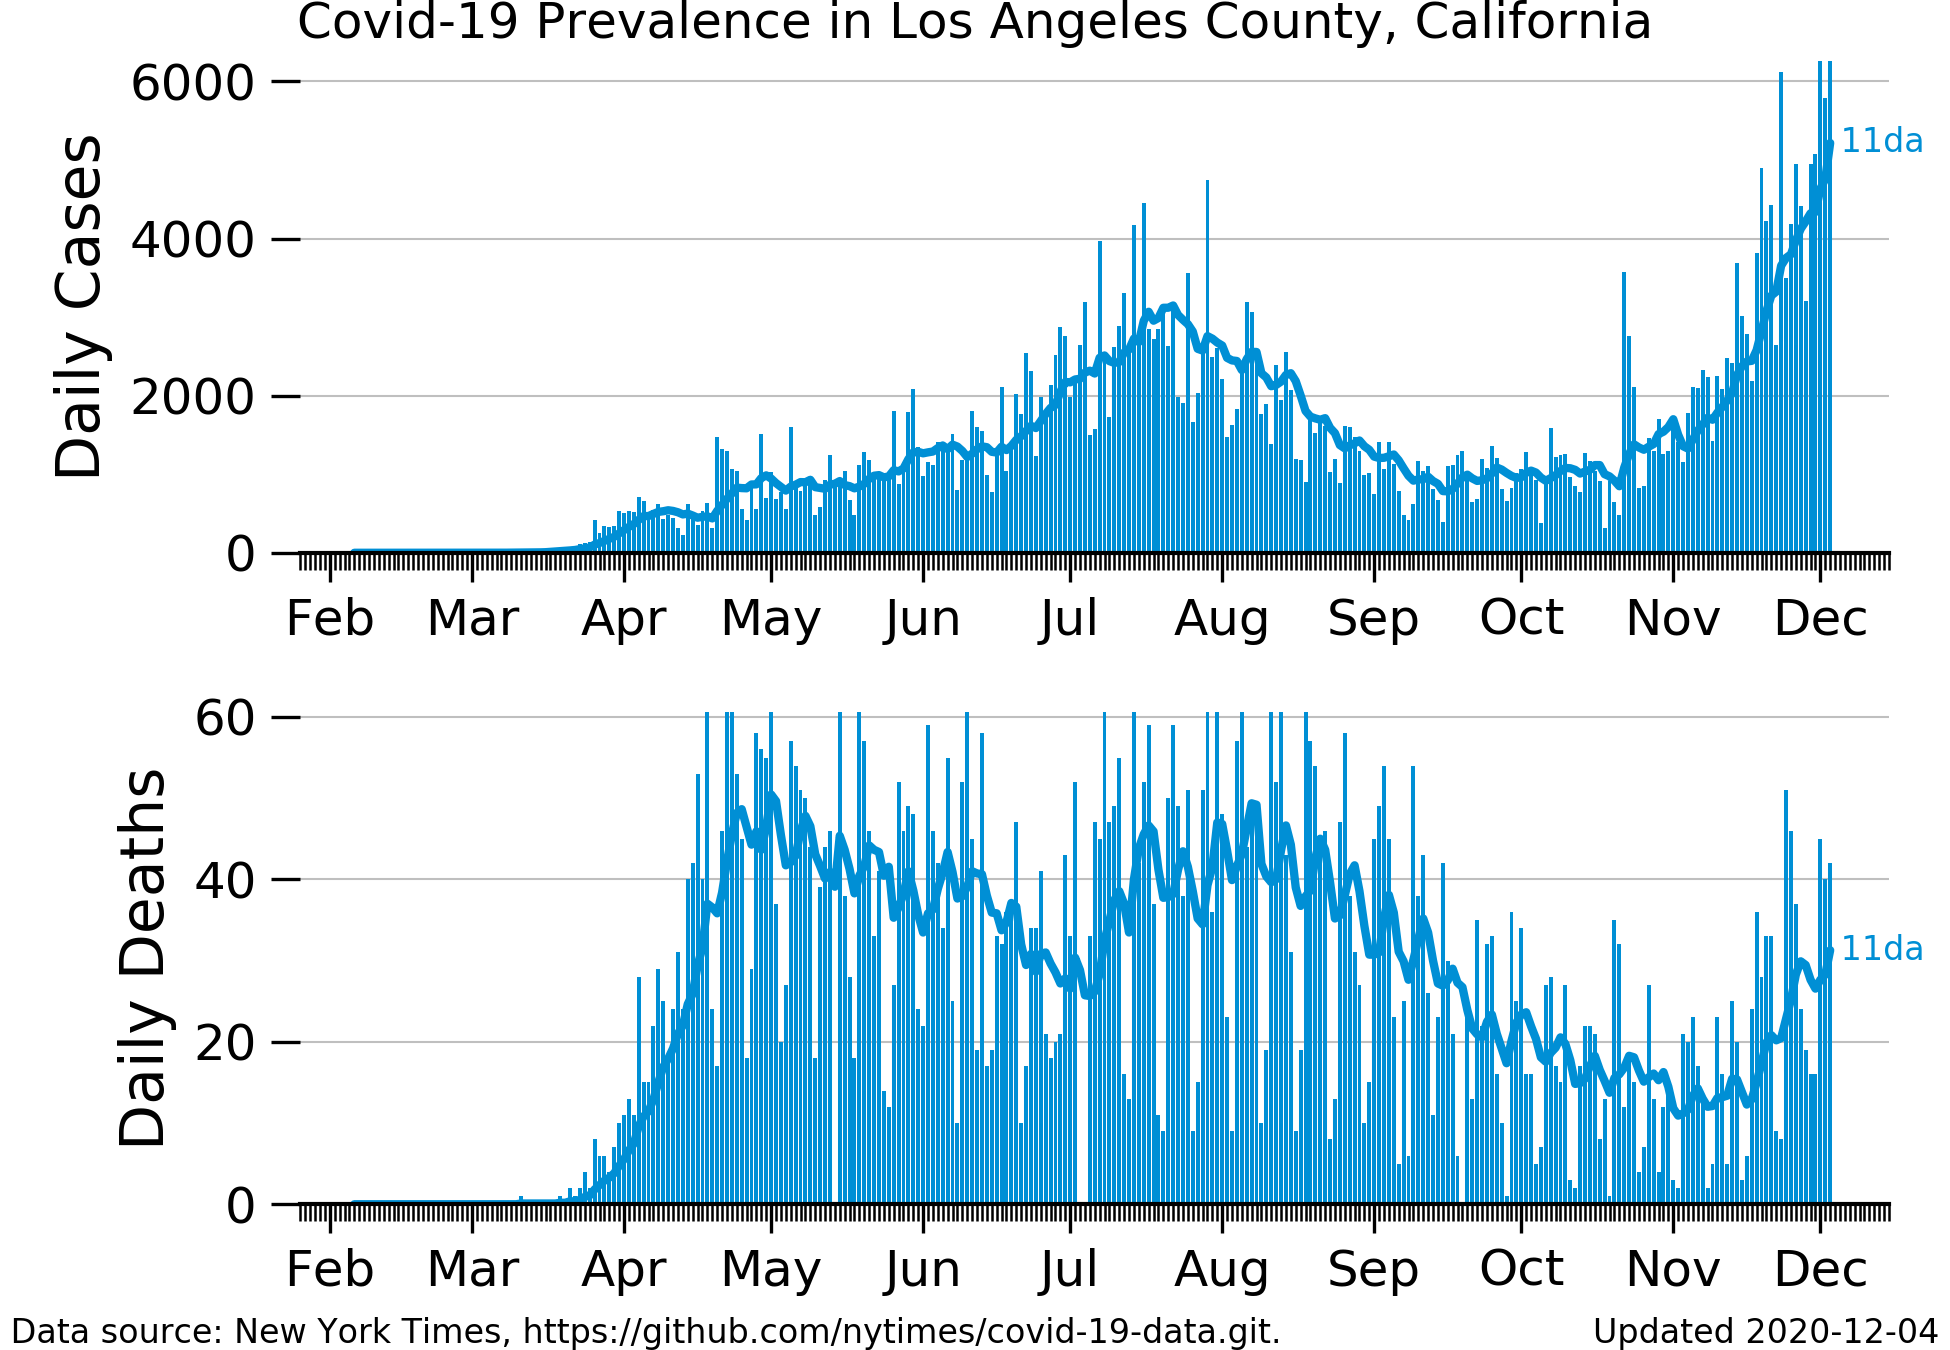 Covid-19 Prevalence in Los Angeles County, California
Daily Cases
6000
4000
2000
0
11da
Feb Mar Apr May Jun Jul Aug Sep Oct Nov Dec
Daily Deaths
60
40
20
0
11da
Feb Mar Apr May Jun Jul Aug Sep Oct Nov Dec
Data source: New York Times, https://github.com/nytimes/covid-19-data.git. Updated 2020-12-04